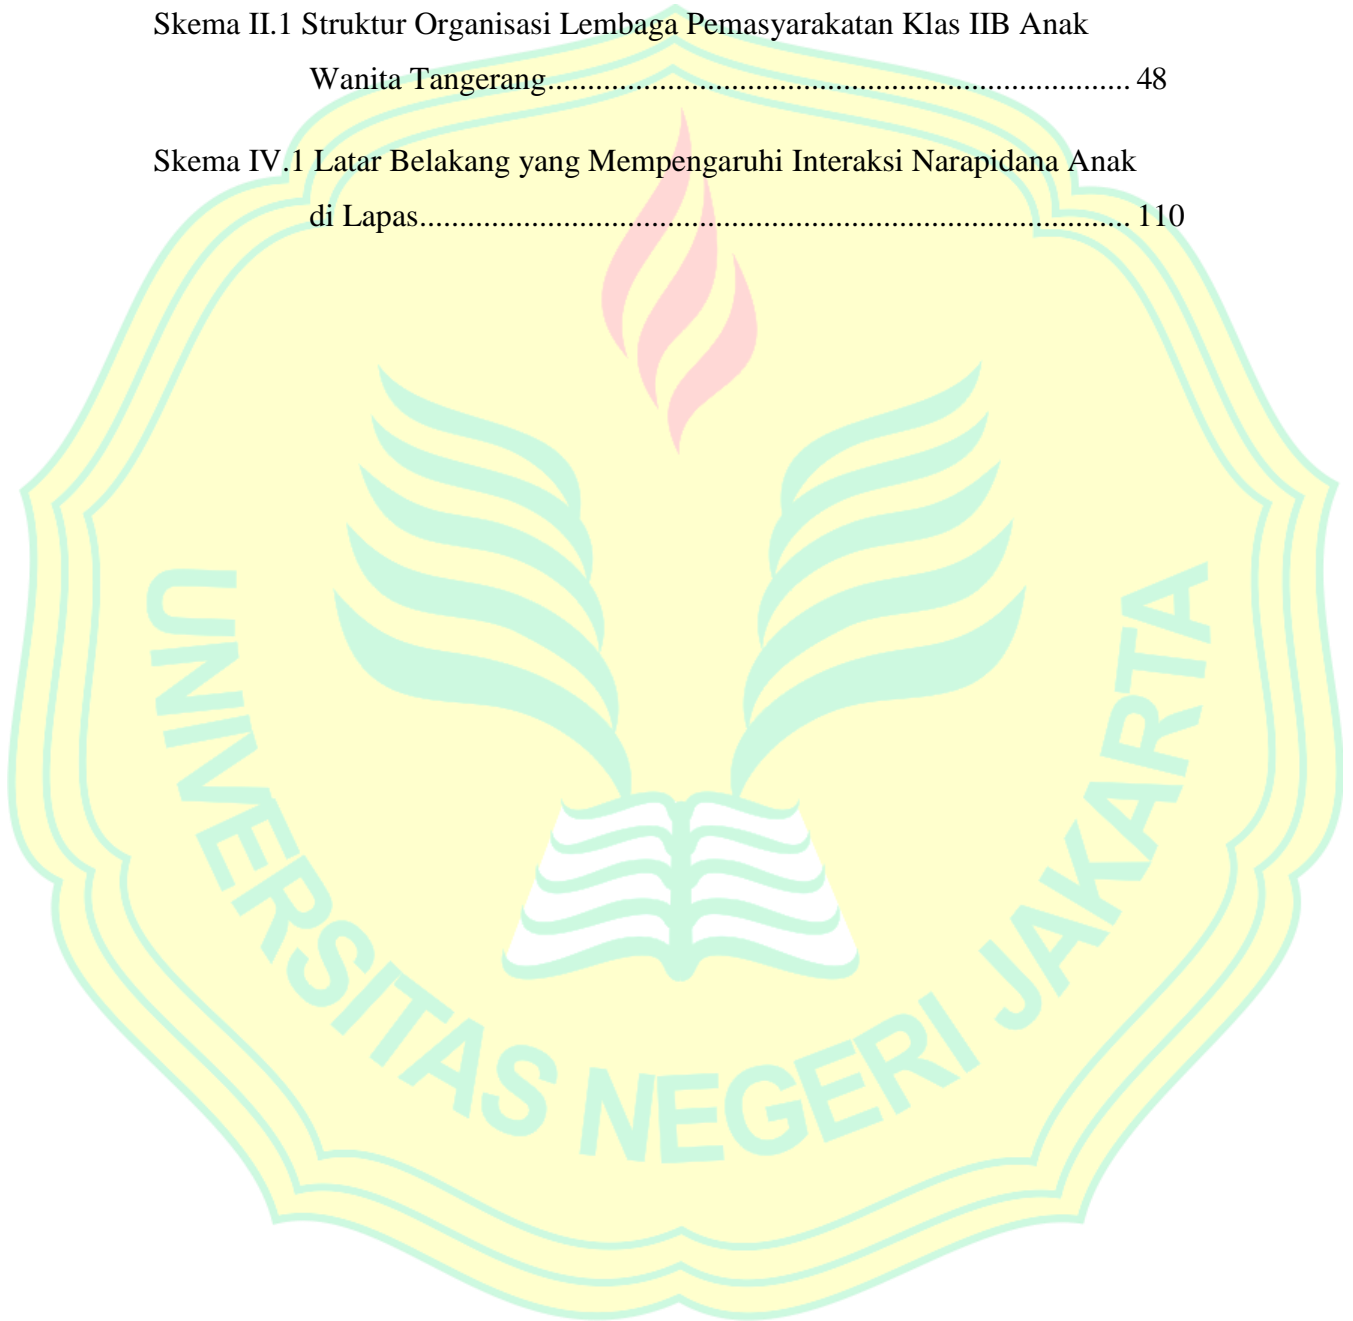 Skema II.1 Struktur Organisasi Lembaga Pemasyarakatan Klas IIB Anak
Wanita Tangerang......................................................................... 48
Skema IV.1 Latar Belakang yang Mempengaruhi Interaksi Narapidana Anak
di Lapas......................................................................................... 110
UNIVERSITAS NEGERI JAKARTA